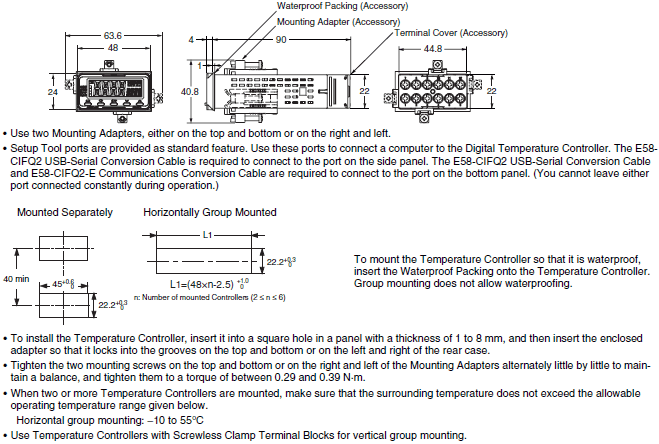 Waterproof Packing (Accessory)
Mounting Adapter (Accessory)
Terminal Cover (Accessory)
63.6
48
4
90
44.8
1
24
40.8
22
22
• Use two Mounting Adapters, either on the top and bottom or on the right and left.
• Setup Tool ports are provided as standard feature. Use these ports to connect a computer to the Digital Temperature Controller. The E58-
CIFQ2 USB-Serial Conversion Cable is required to connect to the port on the side panel. The E58-CIFQ2 USB-Serial Conversion Cable
and E58-CIFQ2-E Communications Conversion Cable are required to connect to the port on the bottom panel. (You cannot leave either
port connected constantly during operation.)
Mounted Separately
Horizontally Group Mounted
L1
22.2+0.3 0
40 min
45+0.6 0
22.2+0.3 0
L1=(48×n-2.5) +1.0 0
n: Number of mounted Controllers (2 ≤ n ≤ 6)
To mount the Temperature Controller so that it is waterproof,
insert the Waterproof Packing onto the Temperature Controller.
Group mounting does not allow waterproofing.
• To install the Temperature Controller, insert it into a square hole in a panel with a thickness of 1 to 8 mm, and then insert the enclosed
adapter so that it locks into the grooves on the top and bottom or on the left and right of the rear case.
• Tighten the two mounting screws on the top and bottom or on the right and left of the Mounting Adapters alternately little by little to main-
tain a balance, and tighten them to a torque of between 0.29 and 0.39 N·m.
• When two or more Temperature Controllers are mounted, make sure that the surrounding temperature does not exceed the allowable
operating temperature range given below.
Horizontal group mounting: −10 to 55°C
• Use Temperature Controllers with Screwless Clamp Terminal Blocks for vertical group mounting.